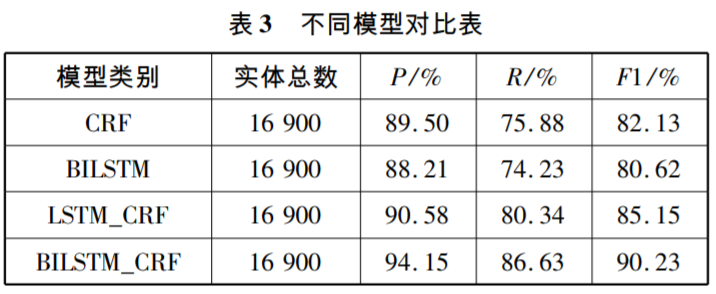 表 3 不同模型对比表
模型类别 实体总数 P/% R/% F1/%
CRF 16 900 89.50 75.88 82.13
BILSTM 16 900 88.21 74.23 80.62
LSTM_CRF 16 900 90.58 80.34 85.15
BILSTM_CRF 16 900 94.15 86.63 90.23